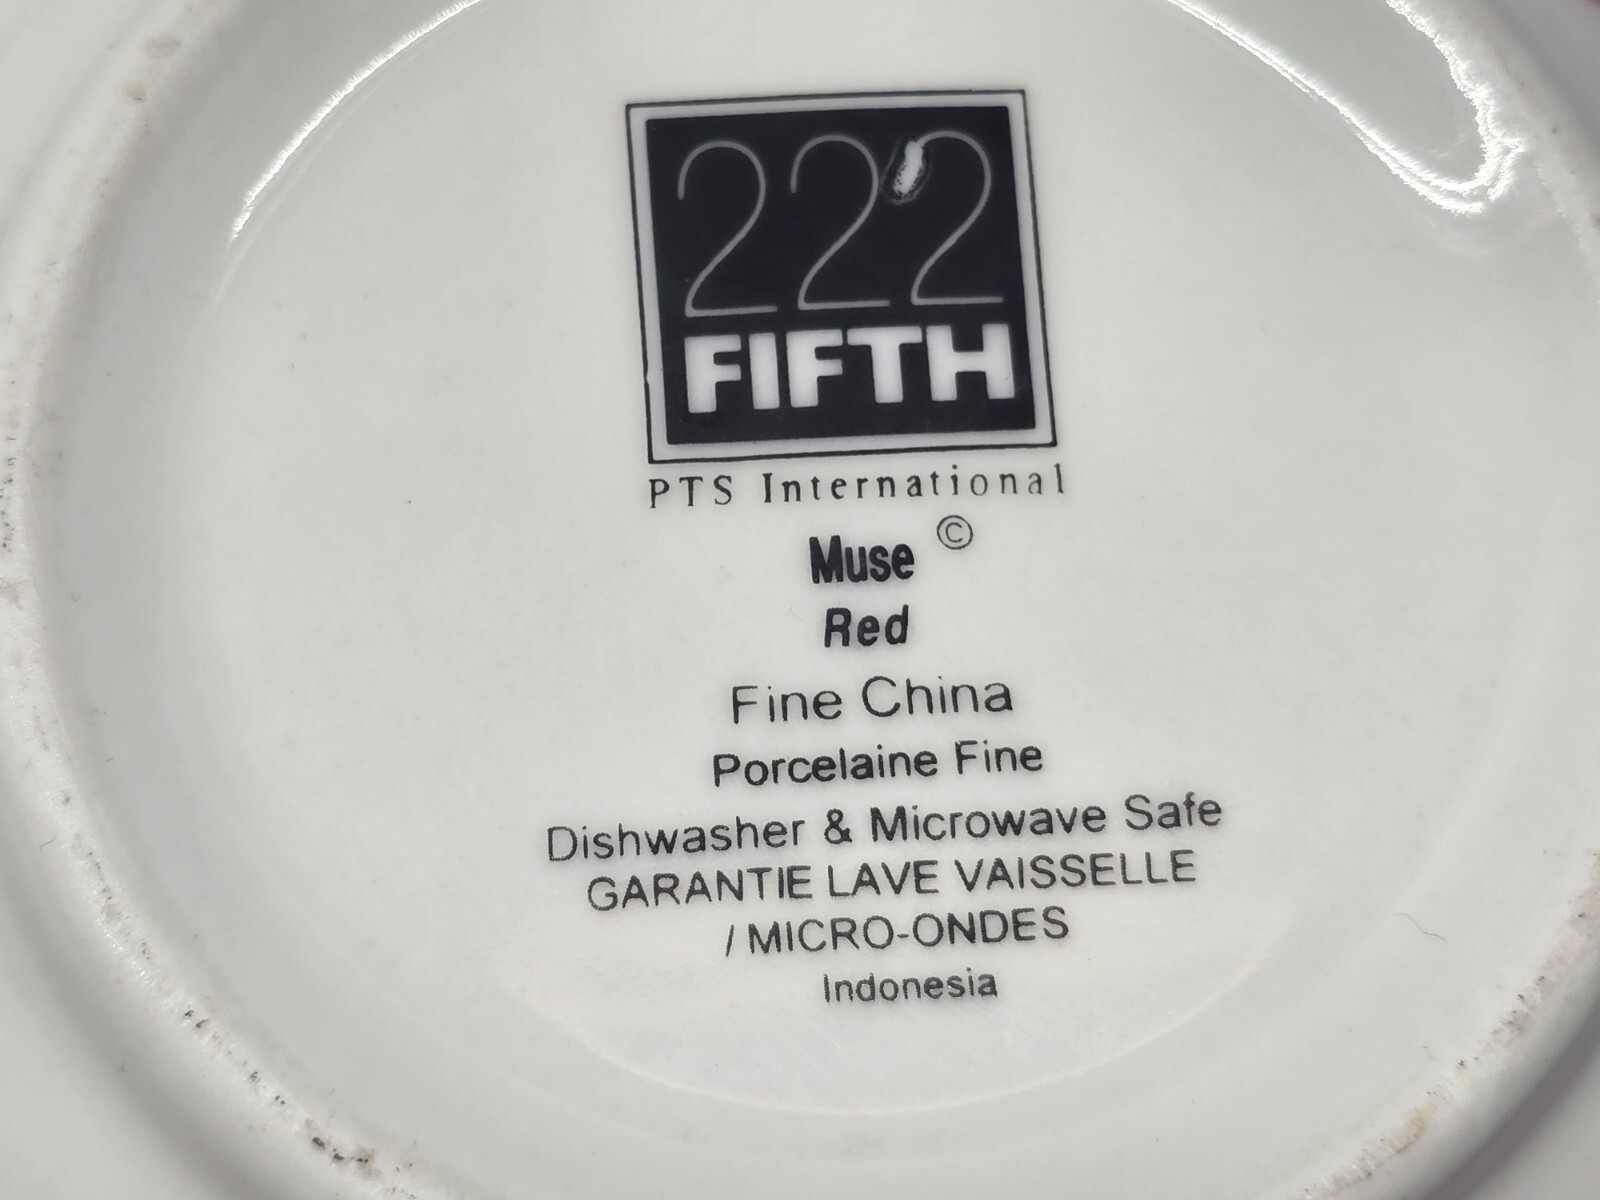 222
FIFTH
PTS International
Muse ©
Red
Fine China
Porcelaine Fine
Dishwasher & Microwave Safe
GARANTIE LAVE VAISSELLE
/ MICRO-ONDES
Indonesia